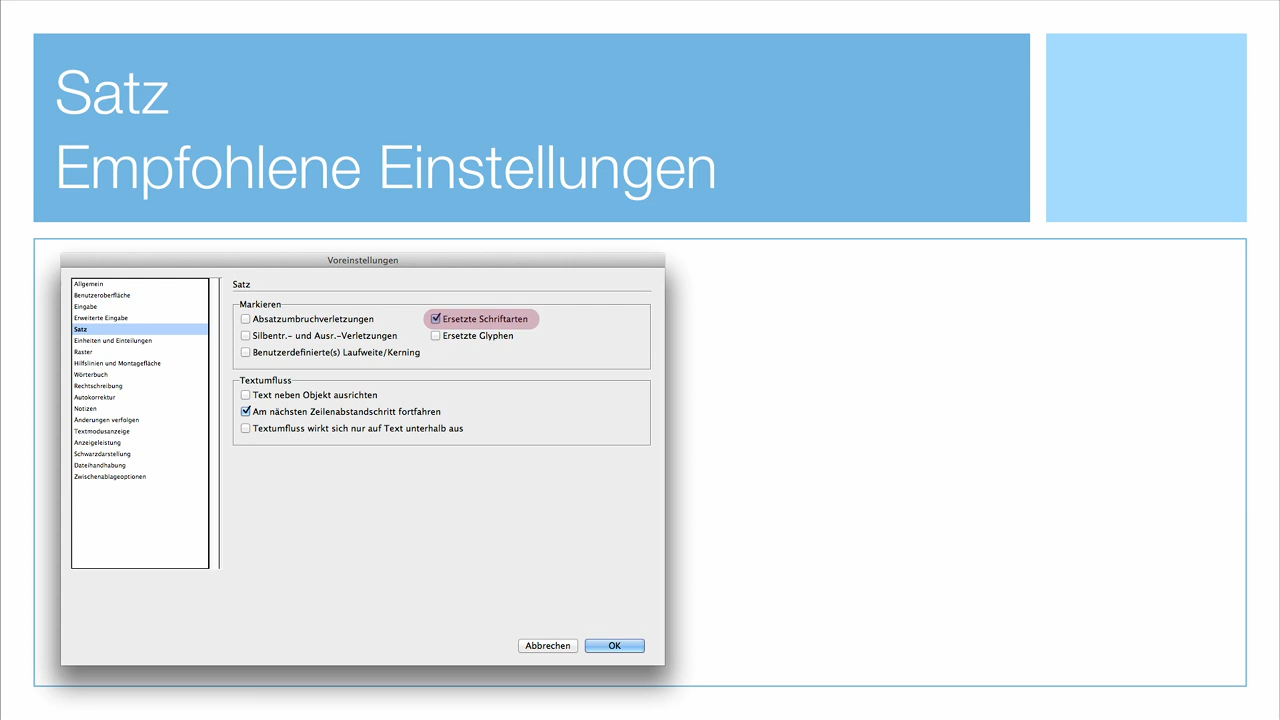 Satz
Empfohlene Einstellungen
Voreinstellungen
Allgemein
Benutzeroberfläche
Eingabe
Erweiterte Eingabe
Satz
Einheiten und Einteilungen
Raster
Hilfslinien und Montagefläche
Wörterbuch
Rechtschreibung
Autokorrektur
Notizen
Änderungen verfolgen
Textmodusanzeige
Anzeigeleistung
Schwarzdarstellung
Dateihandhabung
Zwischenablageoptionen
Satz
Markieren
Absatzumbruchverletzungen
Ersetzte Schriftarten
Silbentr.- und Ausr.-Verletzungen
Ersetzte Glyphen
Benutzerdefinierte(s) Laufweite/Kerning
Textumfluss
Text neben Objekt ausrichten
Am nächsten Zeilenabstandschritt fortfahren
Textumfluss wirkt sich nur auf Text unterhalb aus
Abbrechen
OK